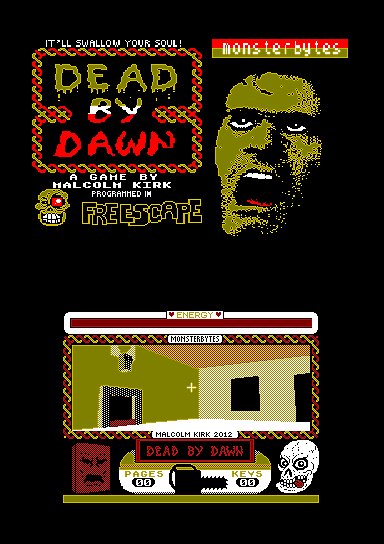 IT'LL SWALLOW YOUR SOUL!
monsterbytes
DEAD
BY
DAWN
A GAME BY
MALCOLM KIRK
PROGRAMMED IN
FREESCAPE
ENERGY
MONSTERBYTES
MALCOLM KIRK 2012
DEAD BY DAWN
PAGES KEYS
00 00